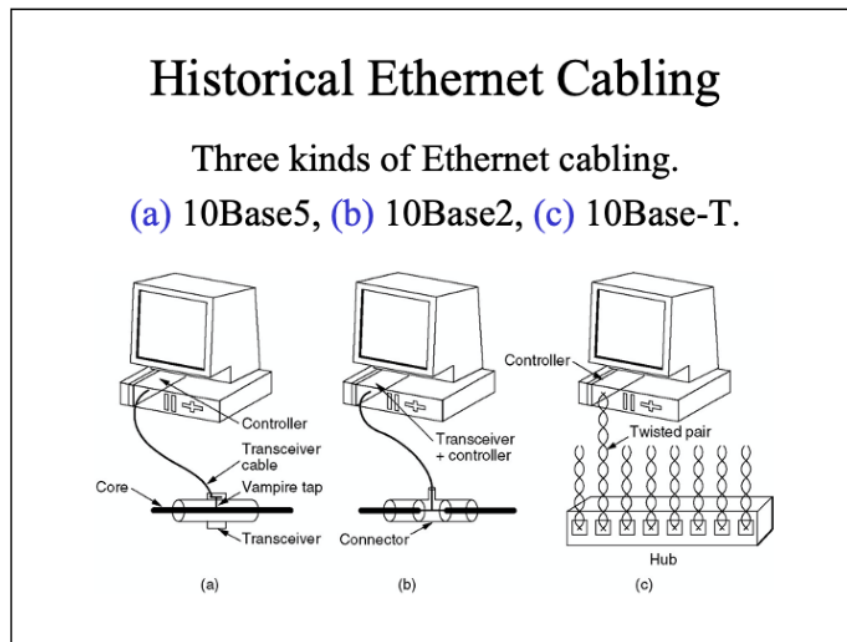 Historical Ethernet Cabling
Three kinds of Ethernet cabling.
(a) 10Base5, (b) 10Base2, (c) 10Base-T.
Controller
Transceiver
cable
Vampire tap
Core
Transceiver
(a)
Transceiver
+ controller
Connector
(b)
Controller
Twisted pair
Hub
(c)